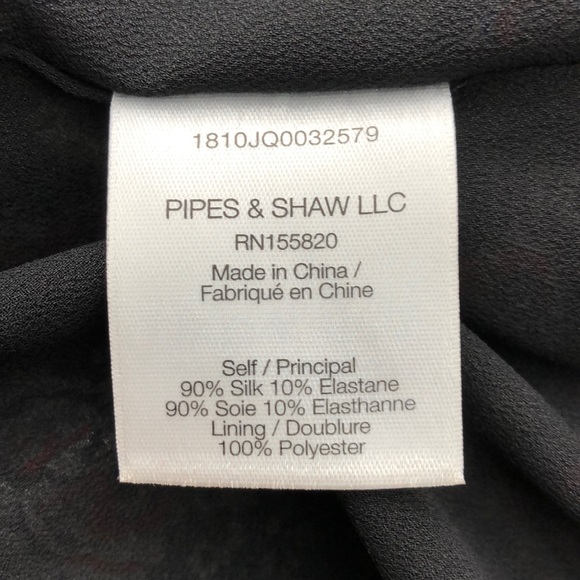 1810JQ0032579
PIPES & SHAW LLC
RN155820
Made in China /
Fabriqué en Chine
Self / Principal
90% Silk 10% Elastane
90% Soie 10% Elasthanne
Lining / Doublure
100% Polyester